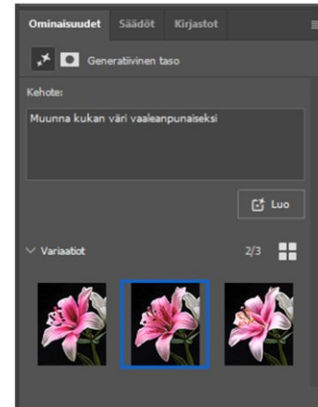 Ominaisuudet Säädöt Kirjastot
Generatiivinen taso
Kehote:
Muunna kukan väri vaaleanpunaiseksi
Luo
Variaatiot 2/3